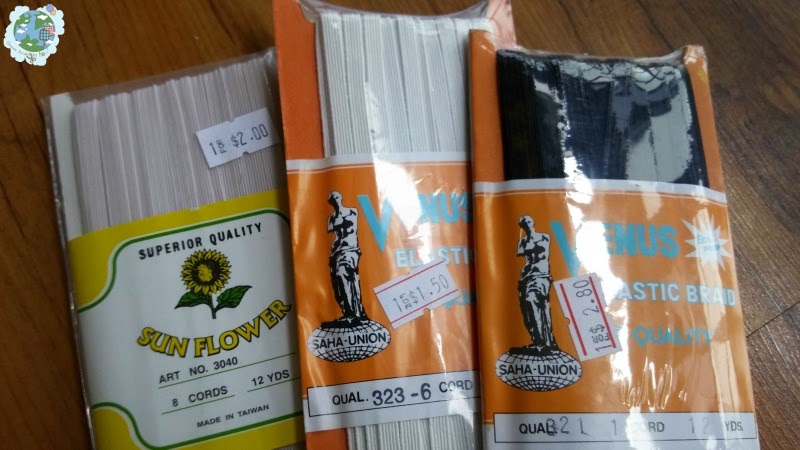 1 $2.00
SUPERIOR QUALITY
SUN FLOWER
ART NO. 3040
8 CORDS 12 YDS
MADE IN TAIWAN
VENUS
ELASTIC
1 $1.50
SAHA-UNION
QUAL. 323-6 CORD
VENUS
ELASTIC BRAID
1 $2.80
QUALITY
SAHA-UNION
QUAL 1 CORD 12 YDS.